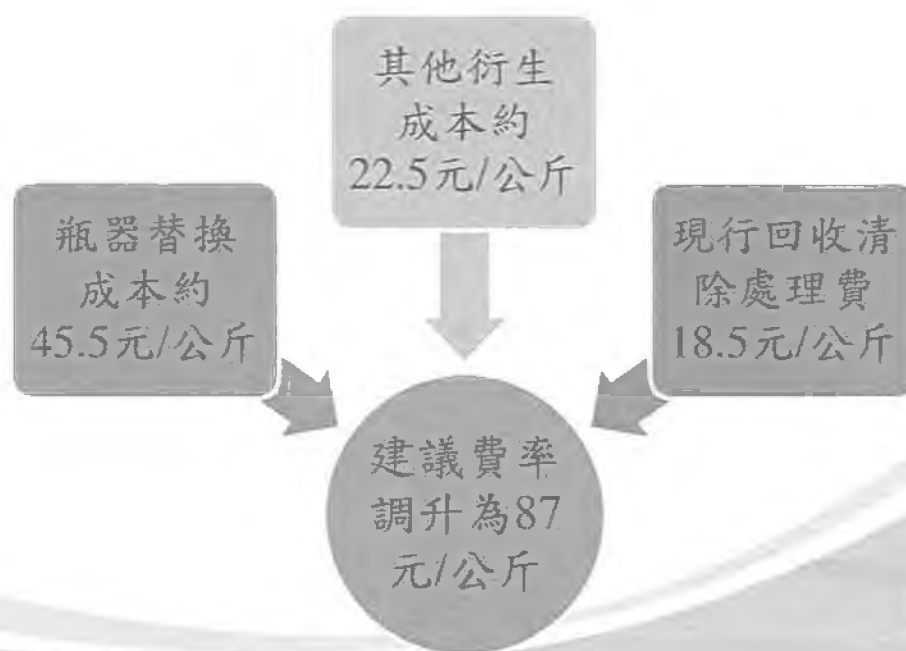 其他衍生
成本約
22.5元/公斤
瓶器替換
成本約
45.5元/公斤
現行回收清
除處理費
18.5元/公斤
建議費率
調升為87
元/公斤